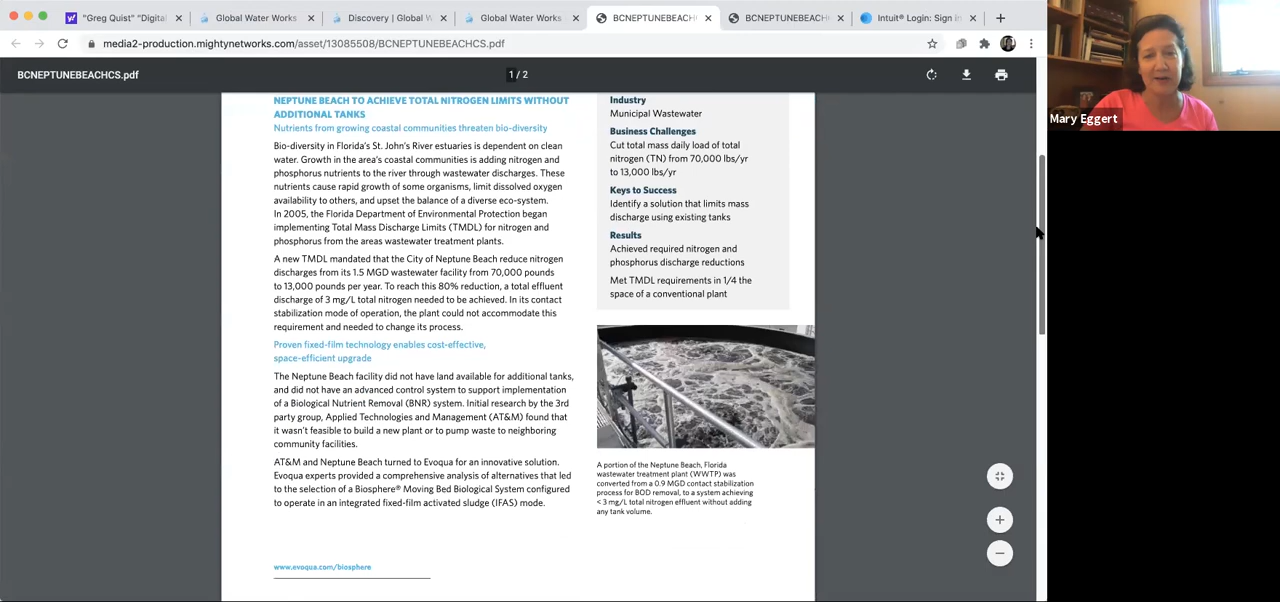 "Greg Quist" "Digital
Global Water Works
Discovery | Global W
Global Water Works
BCNEPTUNEBEACH
BCNEPTUNEBEACH
Intuit® Login: Sign in
media2-production.mightynetworks.com/asset/13085508/BCNEPTUNEBEACHCS.pdf
BCNEPTUNEBEACHCS.pdf
1 / 2
Mary Eggert
NEPTUNE BEACH TO ACHIEVE TOTAL NITROGEN LIMITS WITHOUT
ADDITIONAL TANKS
Nutrients from growing coastal communities threaten bio-diversity
Bio-diversity in Florida's St. John's River estuaries is dependent on clean
water. Growth in the area's coastal communities is adding nitrogen and
phosphorus nutrients to the river through wastewater discharges. These
nutrients cause rapid growth of some organisms, limit dissolved oxygen
availability to others, and upset the balance of a diverse eco-system.
In 2005, the Florida Department of Environmental Protection began
implementing Total Mass Discharge Limits (TMDL) for nitrogen and
phosphorus from the areas wastewater treatment plants.
A new TMDL mandated that the City of Neptune Beach reduce nitrogen
discharges from its 1.5 MGD wastewater facility from 70,000 pounds
to 13,000 pounds per year. To reach this 80% reduction, a total effluent
discharge of 3 mg/L total nitrogen needed to be achieved. In its contact
stabilization mode of operation, the plant could not accommodate this
requirement and needed to change its process.
Proven fixed-film technology enables cost-effective,
space-efficient upgrade
The Neptune Beach facility did not have land available for additional tanks,
and did not have an advanced control system to support implementation
of a Biological Nutrient Removal (BNR) system. Initial research by the 3rd
party group, Applied Technologies and Management (AT&M) found that
it wasn't feasible to build a new plant or to pump waste to neighboring
community facilities.
AT&M and Neptune Beach turned to Evoqua for an innovative solution.
Evoqua experts provided a comprehensive analysis of alternatives that led
to the selection of a Biosphere® Moving Bed Biological System configured
to operate in an integrated fixed-film activated sludge (IFAS) mode.
www.evoqua.com/biosphere
Industry
Municipal Wastewater
Business Challenges
Cut total mass daily load of total
nitrogen (TN) from 70,000 lbs/yr
to 13,000 lbs/yr
Keys to Success
Identify a solution that limits mass
discharge using existing tanks
Results
Achieved required nitrogen and
phosphorus discharge reductions
Met TMDL requirements in 1/4 the
space of a conventional plant
A portion of the Neptune Beach, Florida
wastewater treatment plant (WWTP) was
converted from a 0.9 MGD contact stabilization
process for BOD removal, to a system achieving
< 3 mg/L total nitrogen effluent without adding
any tank volume.